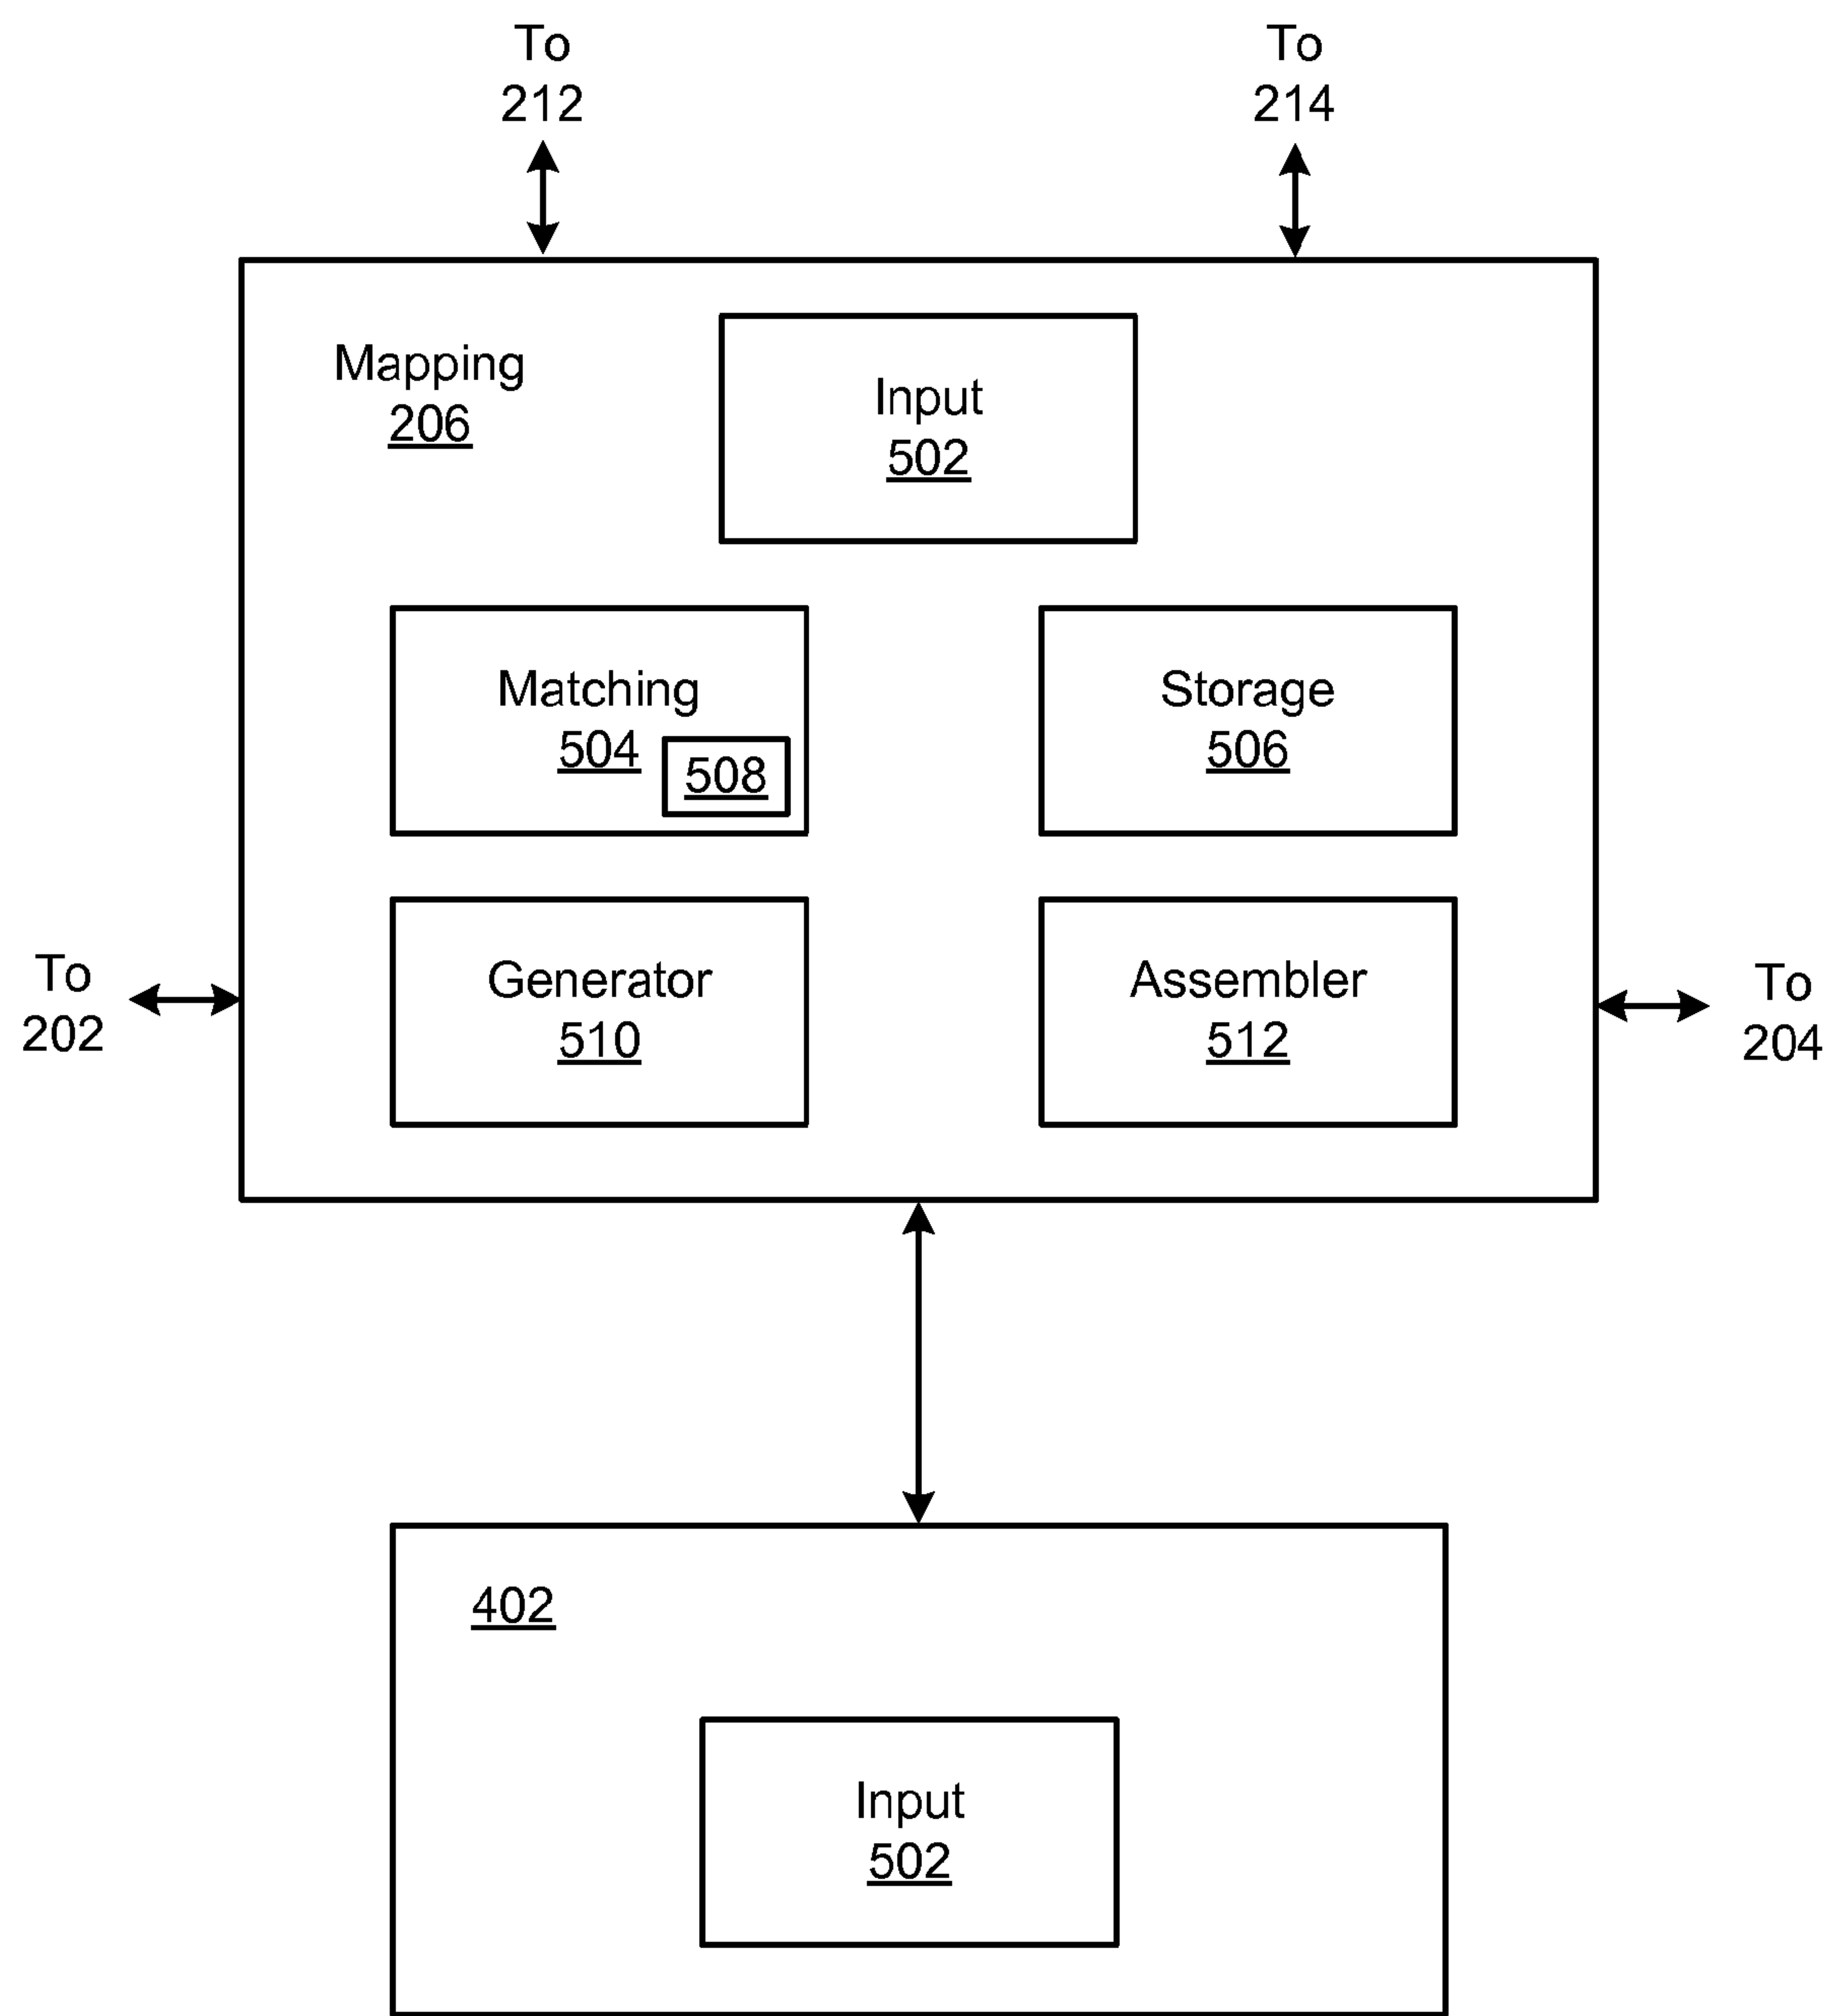 To
212
To
214
Mapping
206
Input
502
Matching
504
508
Storage
506
Generator
510
Assembler
512
To
202
To
204
402
Input
502